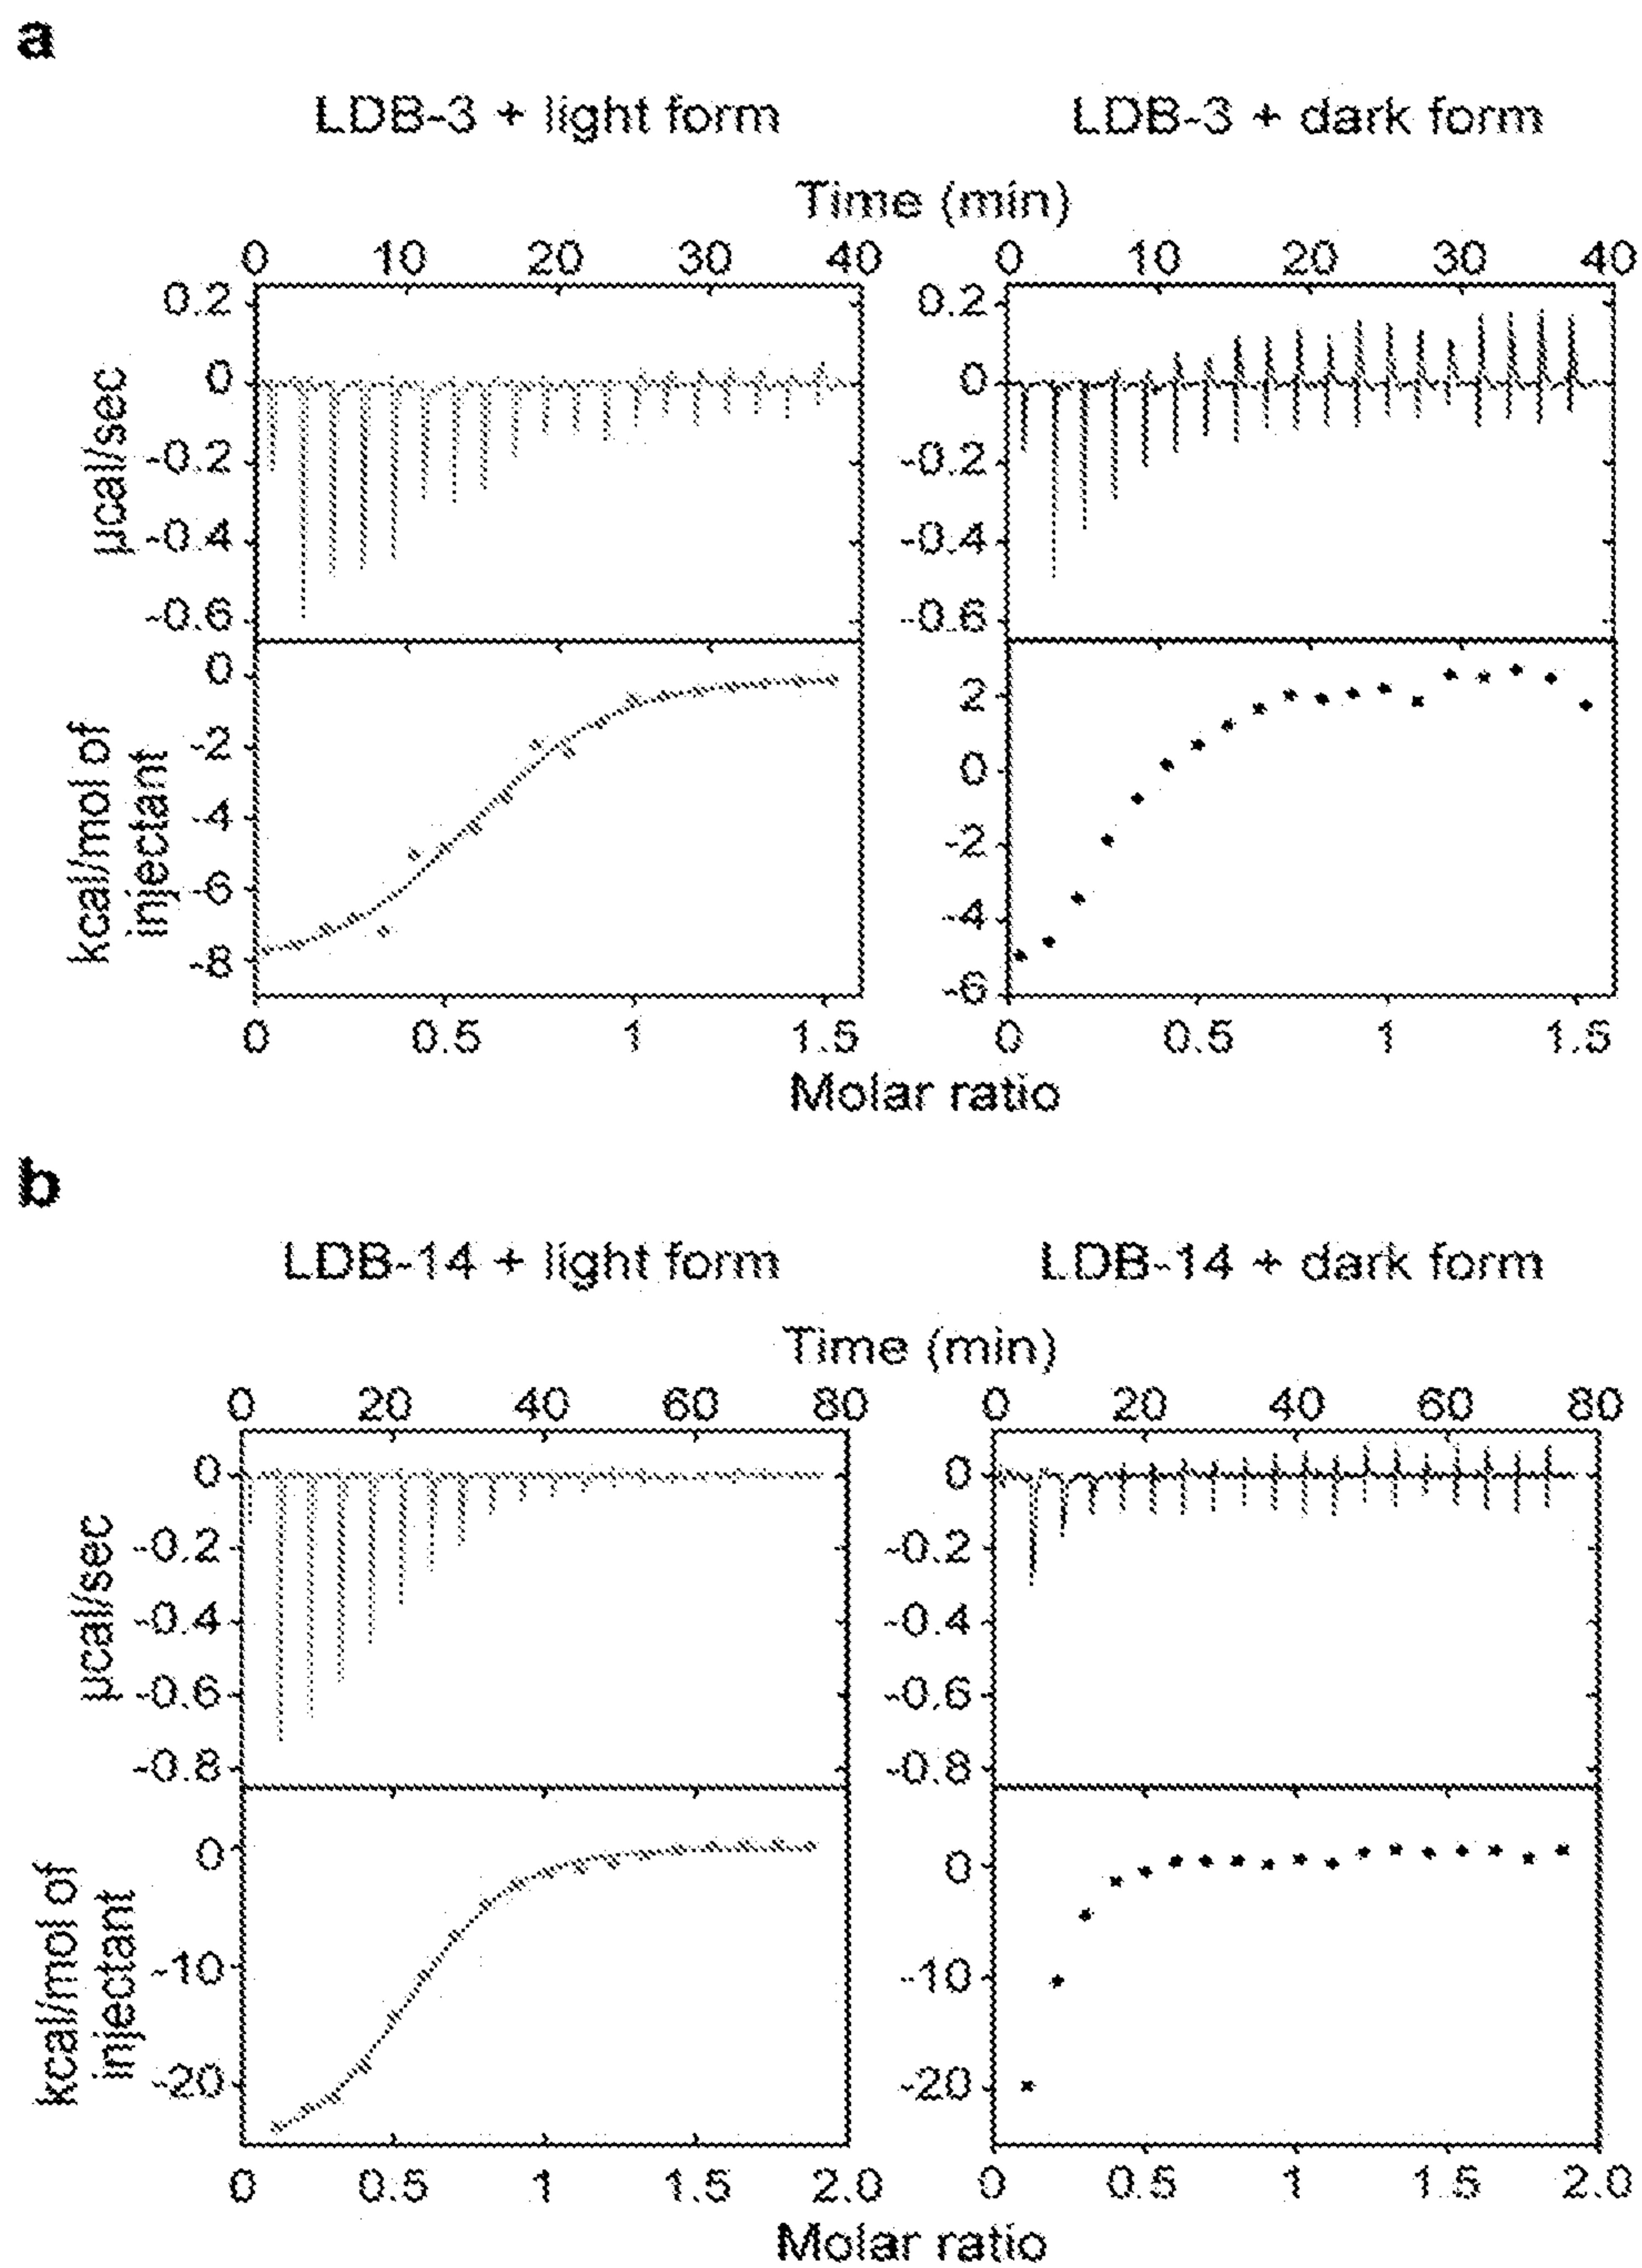 a
LDB-3 + light form LDB-3 + dark form
Time (min)
0 10 20 30 40 0 10 20 30 40
0.2 0.2
0 0
-0.2 -0.2
-0.4 -0.4
-0.6 -0.6
µcal/sec
0 2
-2 0
-4 -2
-6 -4
-8 -6
kcal/mol of
injectant
0 0.5 1 1.5 0 0.5 1 1.5
Molar ratio
b
LDB-14 + light form LDB-14 + dark form
Time (min)
0 20 40 60 80 0 20 40 60 80
0 0
-0.2 -0.2
-0.4 -0.4
-0.6 -0.6
-0.8 -0.8
µcal/sec
0 0
-10 -10
-20 -20
kcal/mol of
injectant
0 0.5 1 1.5 2.0 0 0.5 1 1.5 2.0
Molar ratio